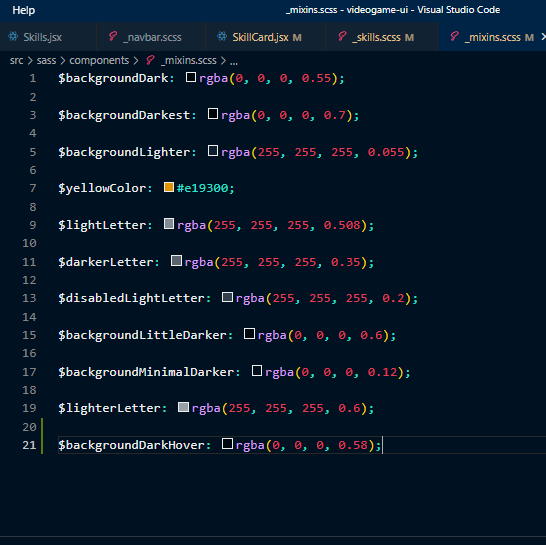 Help
_mixins.scss - videogame-ui - Visual Studio Code
Skills.jsx
_navbar.scss
SkillCard.jsx M
_skills.scss M
_mixins.scss M
src > sass > components > _mixins.scss > ...
1 $backgroundDark: rgba(0, 0, 0, 0.55);
2
3 $backgroundDarkest: rgba(0, 0, 0, 0.7);
4
5 $backgroundLighter: rgba(255, 255, 255, 0.055);
6
7 $yellowColor: #e19300;
8
9 $lightLetter: rgba(255, 255, 255, 0.508);
10
11 $darkerLetter: rgba(255, 255, 255, 0.35);
12
13 $disabledLightLetter: rgba(255, 255, 255, 0.2);
14
15 $backgroundLittleDarker: rgba(0, 0, 0, 0.6);
16
17 $backgroundMinimalDarker: rgba(0, 0, 0, 0.12);
18
19 $lighterLetter: rgba(255, 255, 255, 0.6);
20
21 $backgroundDarkHover: rgba(0, 0, 0, 0.58);